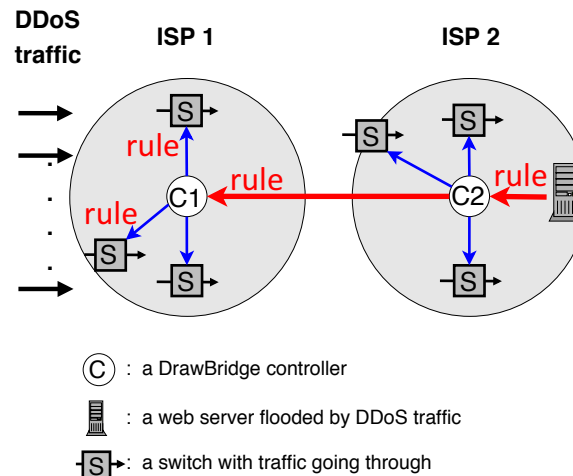 DDoS
traffic
ISP 1
ISP 2
S
S
S
rule
rule
rule
C1
C2
rule
S
S
S
C : a DrawBridge controller
: a web server flooded by DDoS traffic
S : a switch with traffic going through